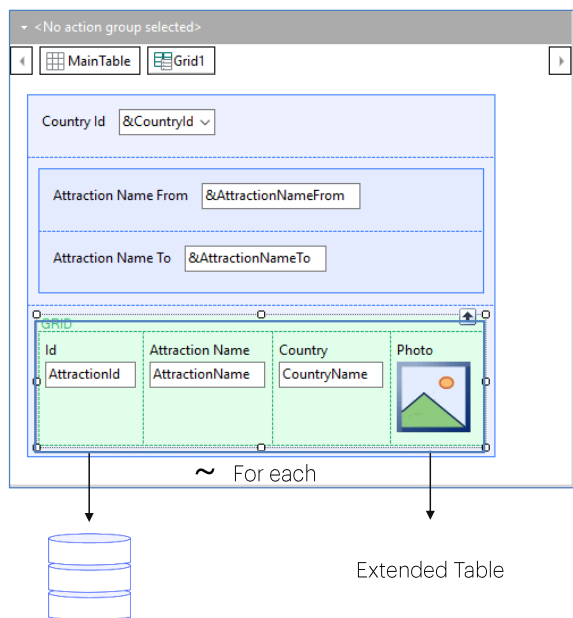 <No action group selected>
MainTable Grid1
Country Id &CountryId
Attraction Name From &AttractionNameFrom
Attraction Name To &AttractionNameTo
GRID
Id Attraction Name Country Photo
AttractionId AttractionName CountryName
~ For each
Extended Table